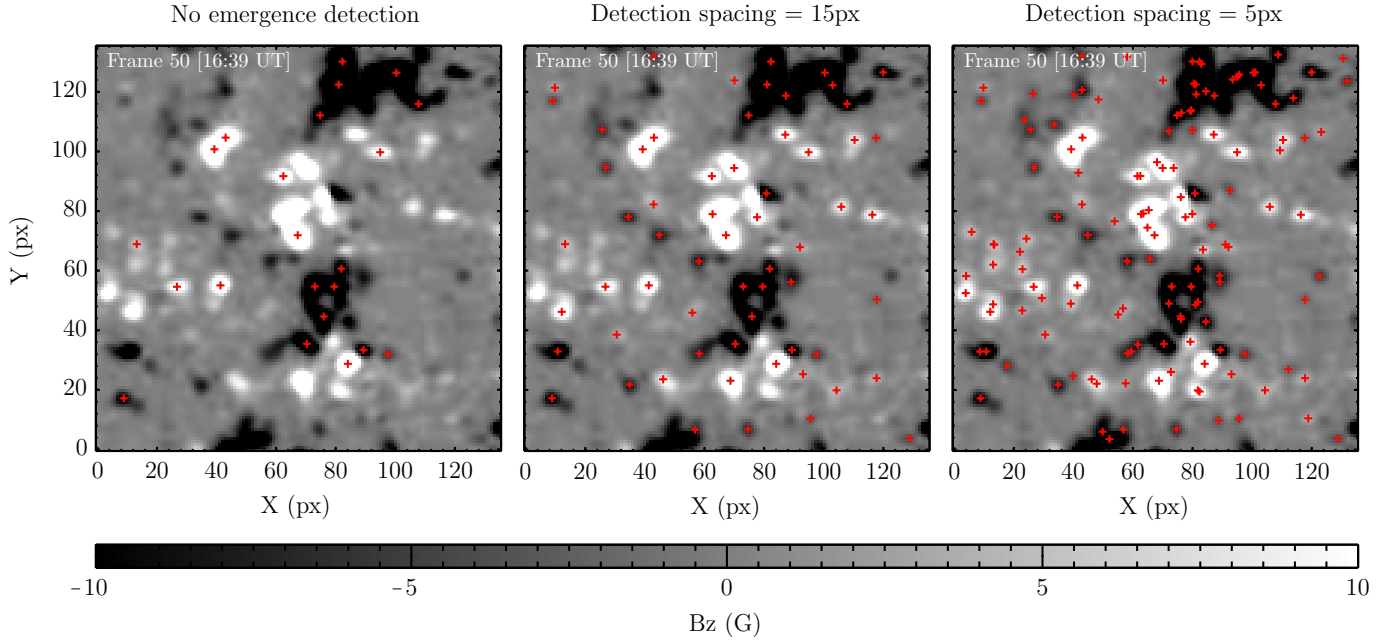 No emergence detection
Detection spacing = 15px
Detection spacing = 5px
Frame 50 [16:39 UT]
Frame 50 [16:39 UT]
Frame 50 [16:39 UT]
Y (px)
120
100
80
60
40
20
0
0 20 40 60 80 100 120
0 20 40 60 80 100 120
0 20 40 60 80 100 120
X (px)
X (px)
X (px)
-10 -5 0 5 10
Bz (G)